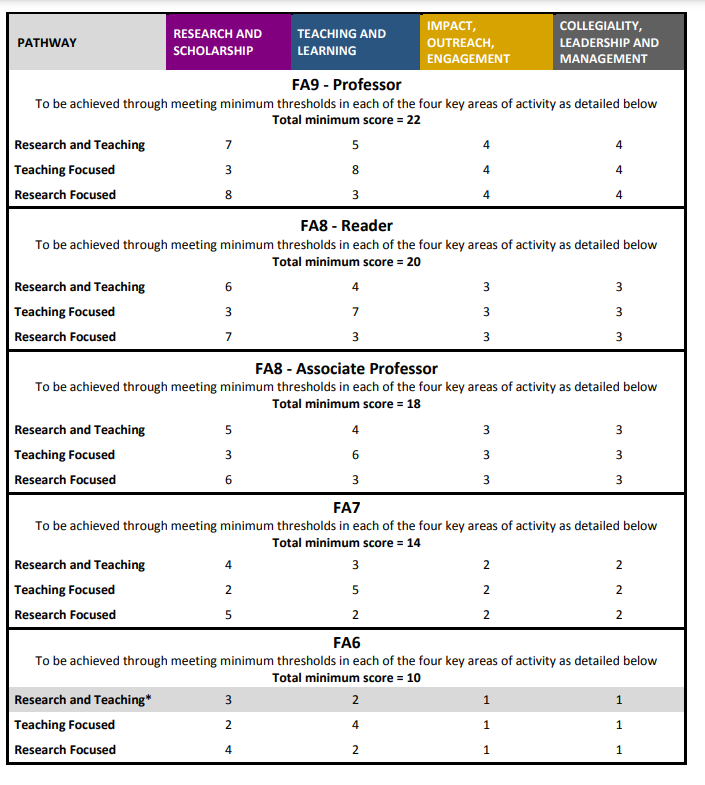 PATHWAY
RESEARCH AND
SCHOLARSHIP
TEACHING AND
LEARNING
IMPACT,
OUTREACH,
ENGAGEMENT
COLLEGIALITY,
LEADERSHIP AND
MANAGEMENT
FA9 - Professor
To be achieved through meeting minimum thresholds in each of the four key areas of activity as detailed below
Total minimum score = 22
Research and Teaching 7 5 4 4
Teaching Focused 3 8 4 4
Research Focused 8 3 4 4
FA8 - Reader
To be achieved through meeting minimum thresholds in each of the four key areas of activity as detailed below
Total minimum score = 20
Research and Teaching 6 4 3 3
Teaching Focused 3 7 3 3
Research Focused 7 3 3 3
FA8 - Associate Professor
To be achieved through meeting minimum thresholds in each of the four key areas of activity as detailed below
Total minimum score = 18
Research and Teaching 5 4 3 3
Teaching Focused 3 6 3 3
Research Focused 6 3 3 3
FA7
To be achieved through meeting minimum thresholds in each of the four key areas of activity as detailed below
Total minimum score = 14
Research and Teaching 4 3 2 2
Teaching Focused 2 5 2 2
Research Focused 5 2 2 2
FA6
To be achieved through meeting minimum thresholds in each of the four key areas of activity as detailed below
Total minimum score = 10
Research and Teaching* 3 2 1 1
Teaching Focused 2 4 1 1
Research Focused 4 2 1 1